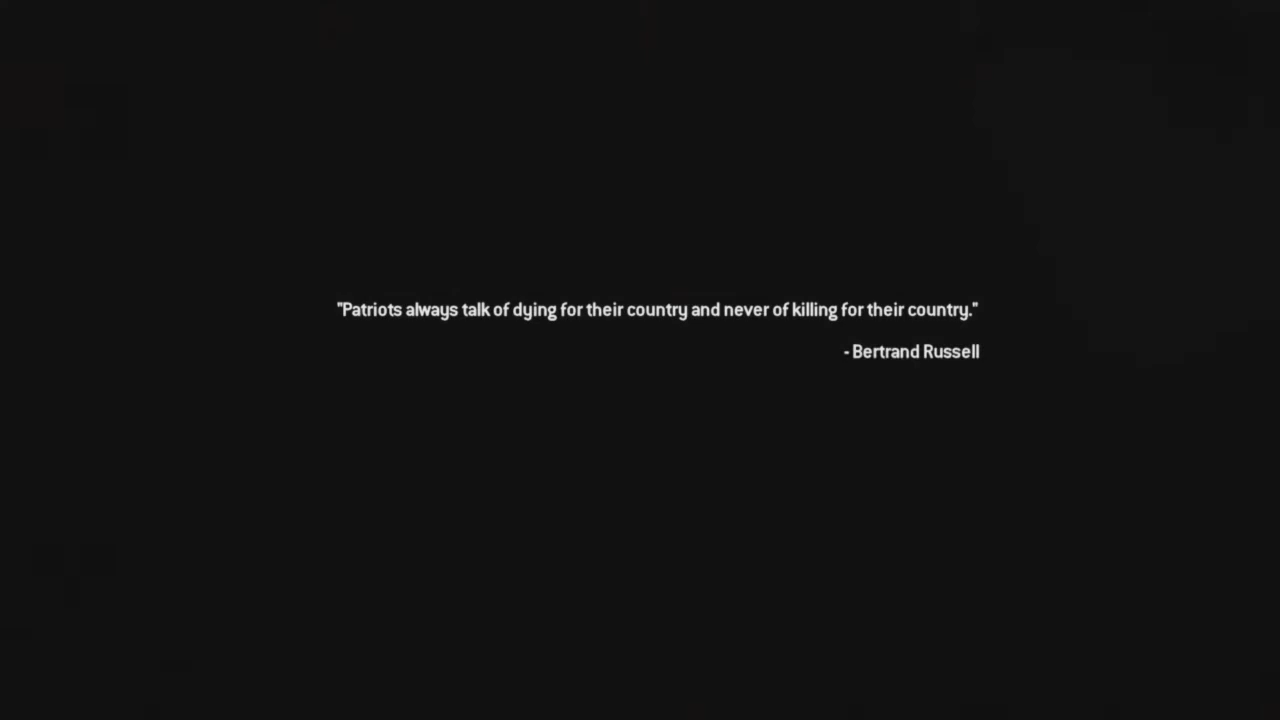 "Patriots always talk of dying for their country and never of killing for their country."
- Bertrand Russell